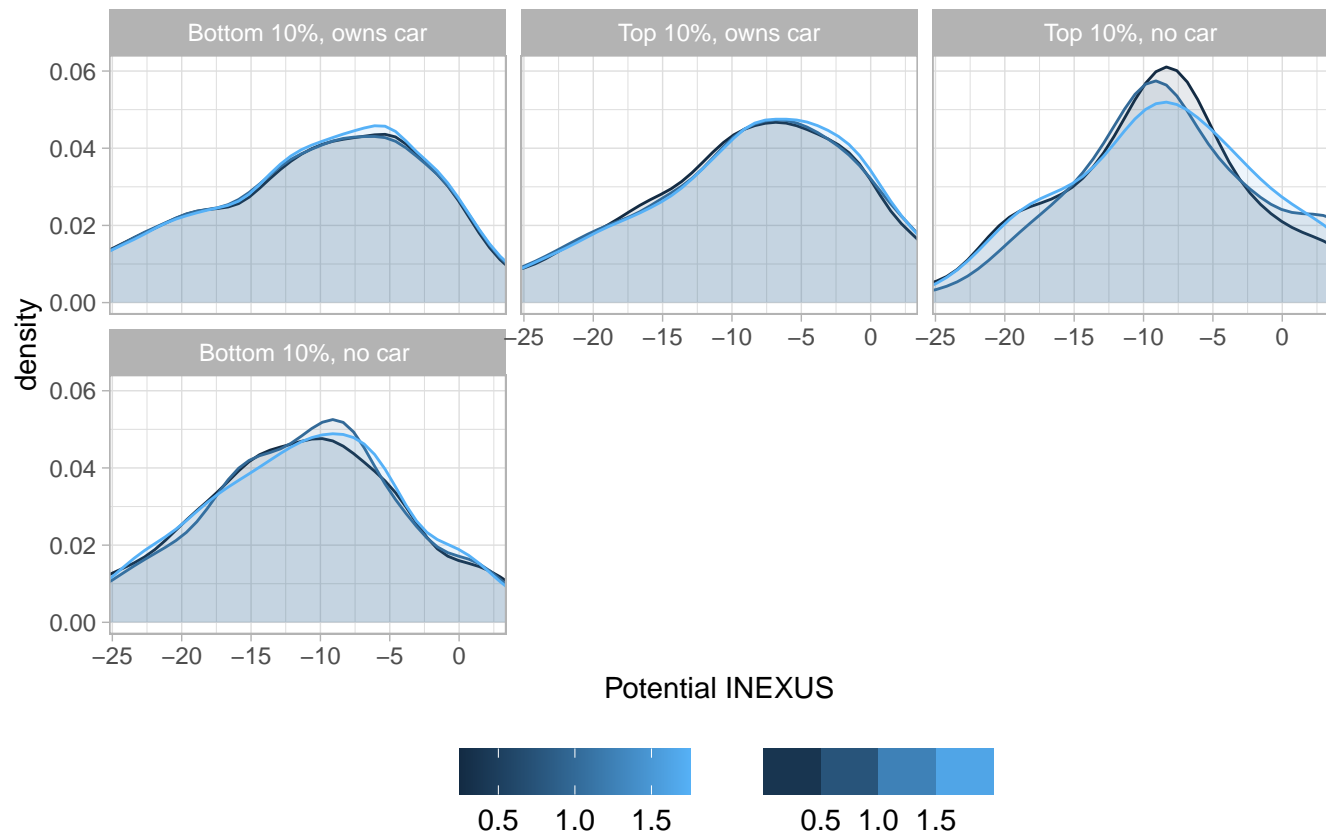 Bottom 10%, owns car
Top 10%, owns car
Top 10%, no car
0.06
0.04
0.02
0.00
−25 −20 −15 −10 −5 0
−25 −20 −15 −10 −5 0
Bottom 10%, no car
density
0.06
0.04
0.02
0.00
−25 −20 −15 −10 −5 0
Potential INEXUS
0.5 1.0 1.5
0.5 1.0 1.5